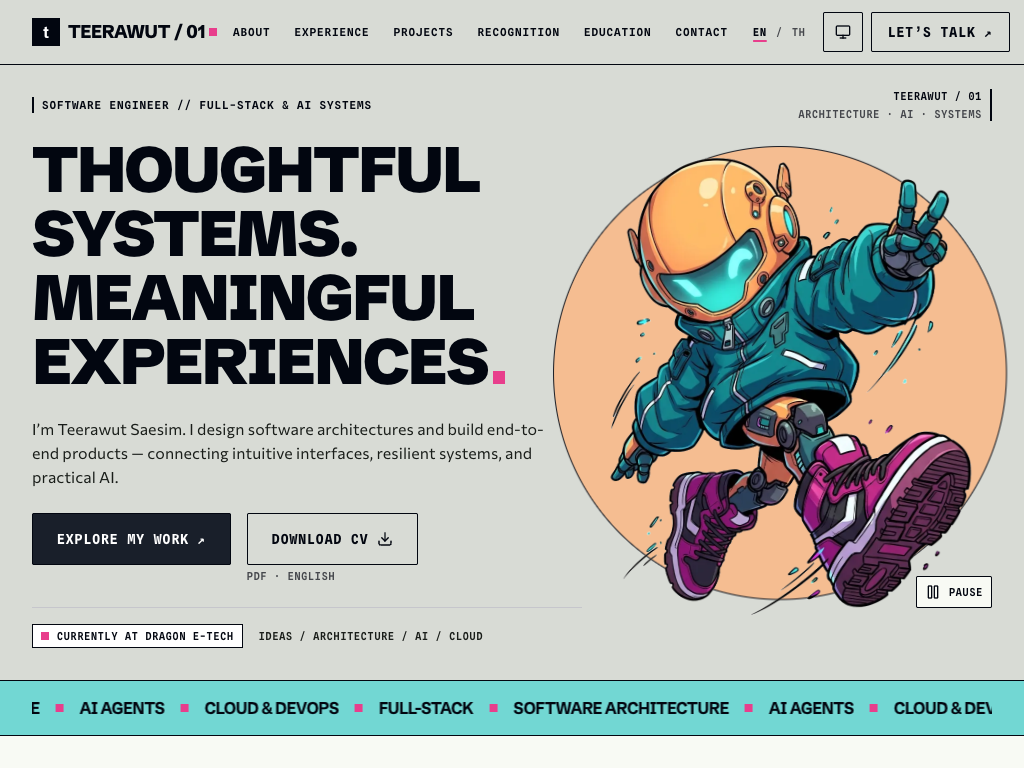 t TEERAWUT / 01 ABOUT EXPERIENCE PROJECTS RECOGNITION EDUCATION CONTACT EN / TH LET’S TALK ↗
SOFTWARE ENGINEER // FULL-STACK & AI SYSTEMS
TEERAWUT / 01
ARCHITECTURE · AI · SYSTEMS
THOUGHTFUL
SYSTEMS.
MEANINGFUL
EXPERIENCES.
I’m Teerawut Saesim. I design software architectures and build end-to-
end products — connecting intuitive interfaces, resilient systems, and
practical AI.
EXPLORE MY WORK ↗ DOWNLOAD CV
PDF · ENGLISH
PAUSE
CURRENTLY AT DRAGON E-TECH IDEAS / ARCHITECTURE / AI / CLOUD
E AI AGENTS CLOUD & DEVOPS FULL-STACK SOFTWARE ARCHITECTURE AI AGENTS CLOUD & DEV